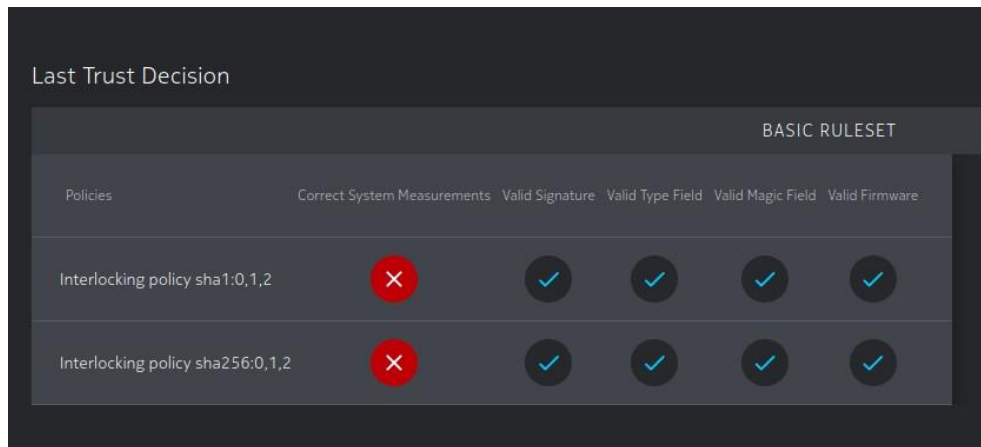 Last Trust Decision
BASIC RULESET
Policies Correct System Measurements Valid Signature Valid Type Field Valid Magic Field Valid Firmware
Interlocking policy sha1:0,1,2
Interlocking policy sha256:0,1,2